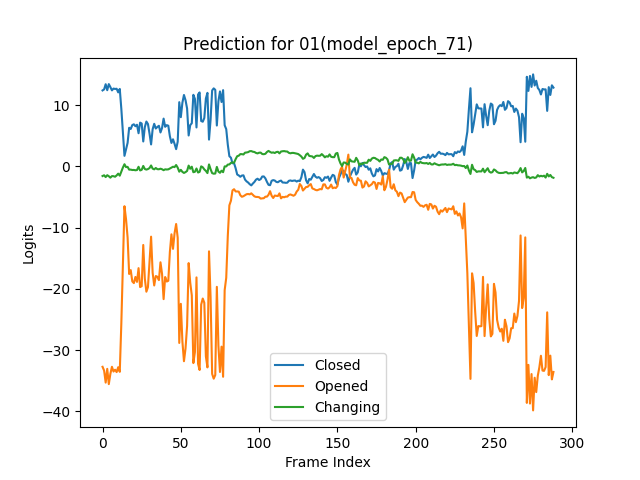 Prediction for 01(model_epoch_71)
10
0
−10
−20
−30
−40
Logits
Closed
Opened
Changing
0 50 100 150 200 250 300
Frame Index